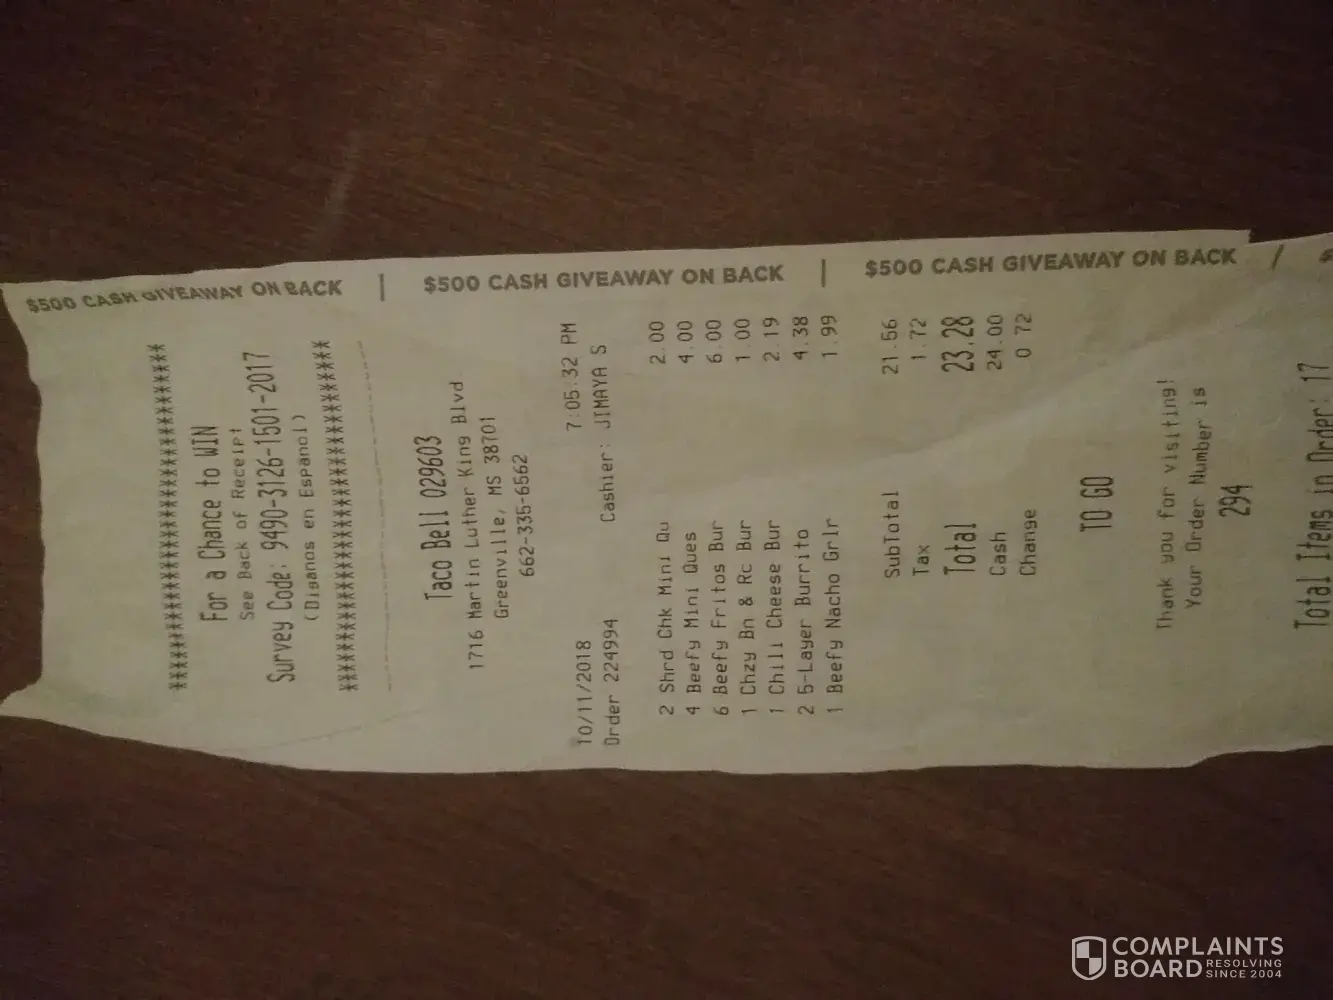 $500 CASH GIVEAWAY ON BACK | $500 CASH GIVEAWAY ON BACK | $500 CASH GIVEAWAY ON BACK /
For a Chance to WIN
See Back of Receipt
Survey Code: 9490-3126-1501-2017
(Diganos en Espanol)
Taco Bell 029603
1716 Martin Luther King Blvd
Greenville, MS 38701
662-335-6562
10/11/2018 7:05:32 PM
Order 224994 Cashier: JIMAYA S
2 Shrd Chk Mini Qu 2.00
4 Beefy Mini Ques 4.00
6 Beefy Fritos Bur 6.00
1 Chzy Bn & Rc Bur 1.00
1 Chili Cheese Bur 2.19
2 5-Layer Burrito 4.38
1 Beefy Nacho Grlr 1.99
SubTotal 21.56
Tax 1.72
Total 23.28
Cash 24.00
Change 0.72
TO GO
Thank you for visiting!
Your Order Number is
294
Total Items in Order: 17
COMPLAINTS
BOARD RESOLVING
SINCE 2004